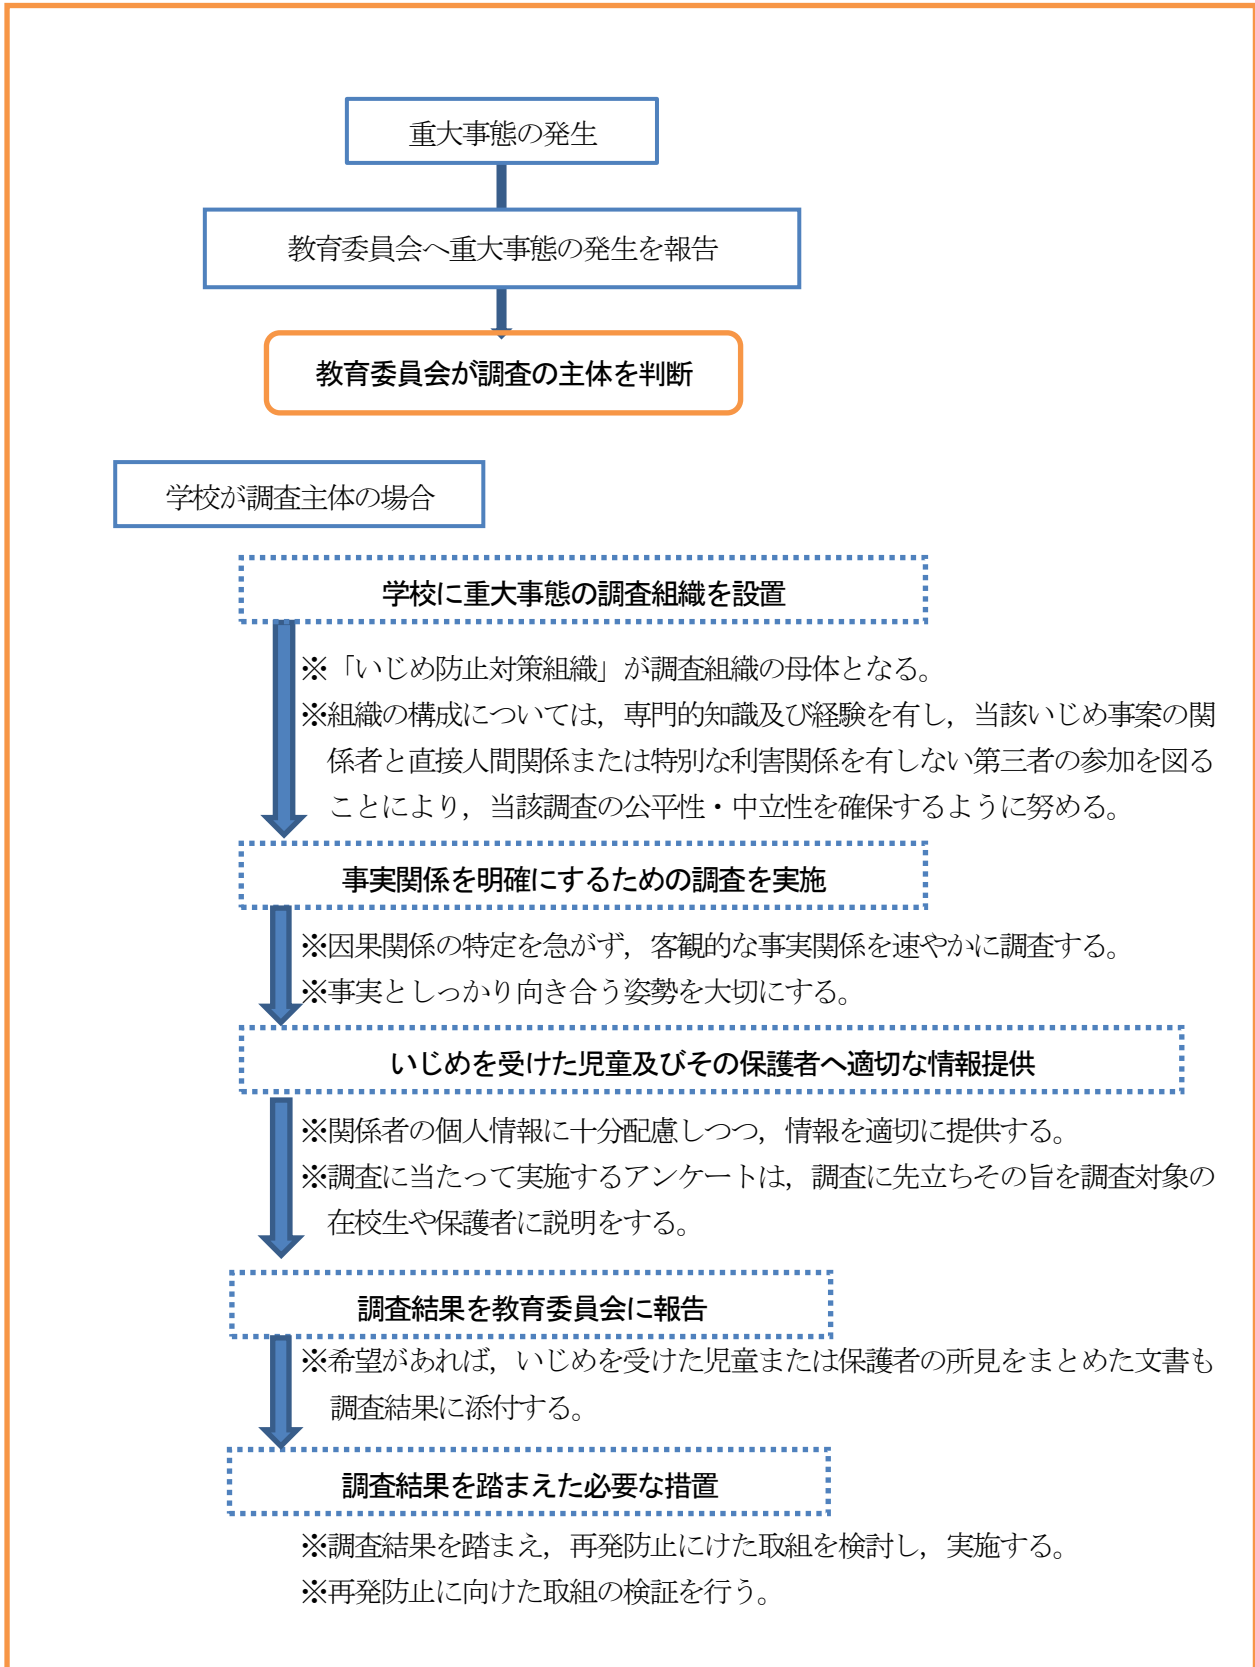 重大事態の発生
教育委員会へ重大事態の発生を報告
教育委員会が調査の主体を判断
学校が調査主体の場合
学校に重大事態の調査組織を設置
※「いじめ防止対策組織」が調査組織の母体となる。
※組織の構成については，専門的知識及び経験を有し，当該いじめ事案の関
係者と直接人間関係または特別な利害関係を有しない第三者の参加を図る
ことにより，当該調査の公平性・中立性を確保するように努める。
事実関係を明確にするための調査を実施
※因果関係の特定を急がず，客観的な事実関係を速やかに調査する。
※事実としっかり向き合う姿勢を大切にする。
いじめを受けた児童及びその保護者へ適切な情報提供
※関係者の個人情報に十分配慮しつつ，情報を適切に提供する。
※調査に当たって実施するアンケートは，調査に先立ちその旨を調査対象の
在校生や保護者に説明をする。
調査結果を教育委員会に報告
※希望があれば，いじめを受けた児童または保護者の所見をまとめた文書も
調査結果に添付する。
調査結果を踏まえた必要な措置
※調査結果を踏まえ，再発防止にけた取組を検討し，実施する。
※再発防止に向けた取組の検証を行う。